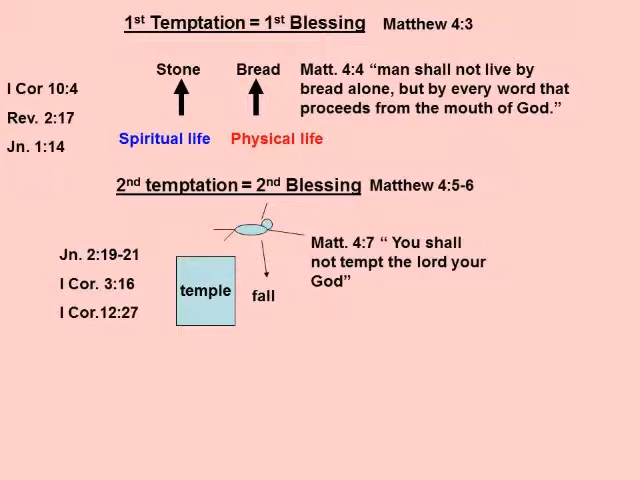 1st Temptation = 1st Blessing Matthew 4:3
Stone Bread
Matt. 4:4 “man shall not live by
bread alone, but by every word that
proceeds from the mouth of God.”
I Cor 10:4
Rev. 2:17
Jn. 1:14
Spiritual life Physical life
2nd temptation = 2nd Blessing Matthew 4:5-6
Jn. 2:19-21
I Cor. 3:16
I Cor.12:27
temple
fall
Matt. 4:7 “ You shall
not tempt the lord your
God”